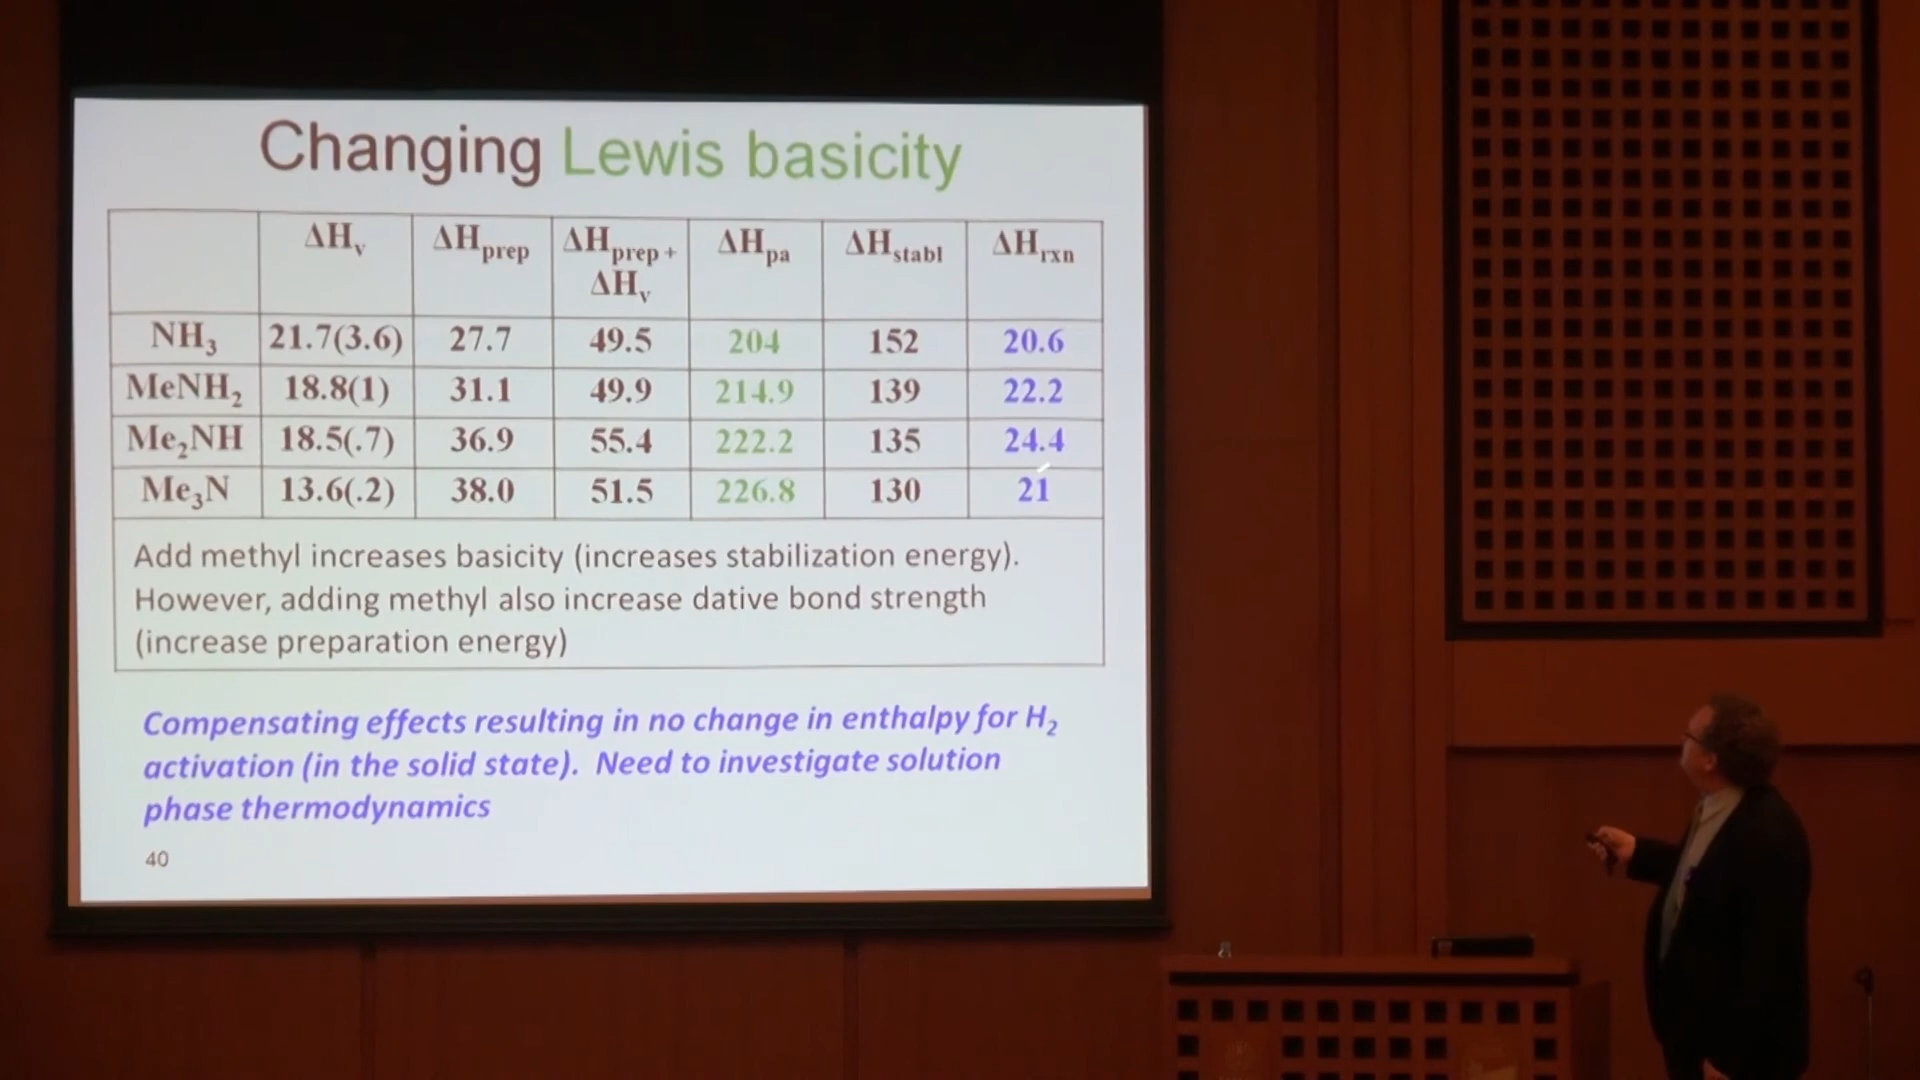 Changing Lewis basicity
ΔHᵥ ΔHprep ΔHprep + ΔHᵥ ΔHpa ΔHstabl ΔHrxn
NH₃ 21.7(3.6) 27.7 49.5 204 152 20.6
MeNH₂ 18.8(1) 31.1 49.9 214.9 139 22.2
Me₂NH 18.5(.7) 36.9 55.4 222.2 135 24.4
Me₃N 13.6(.2) 38.0 51.5 226.8 130 21
Add methyl increases basicity (increases stabilization energy).
However, adding methyl also increase dative bond strength
(increase preparation energy)
Compensating effects resulting in no change in enthalpy for H₂
activation (in the solid state). Need to investigate solution
phase thermodynamics
40